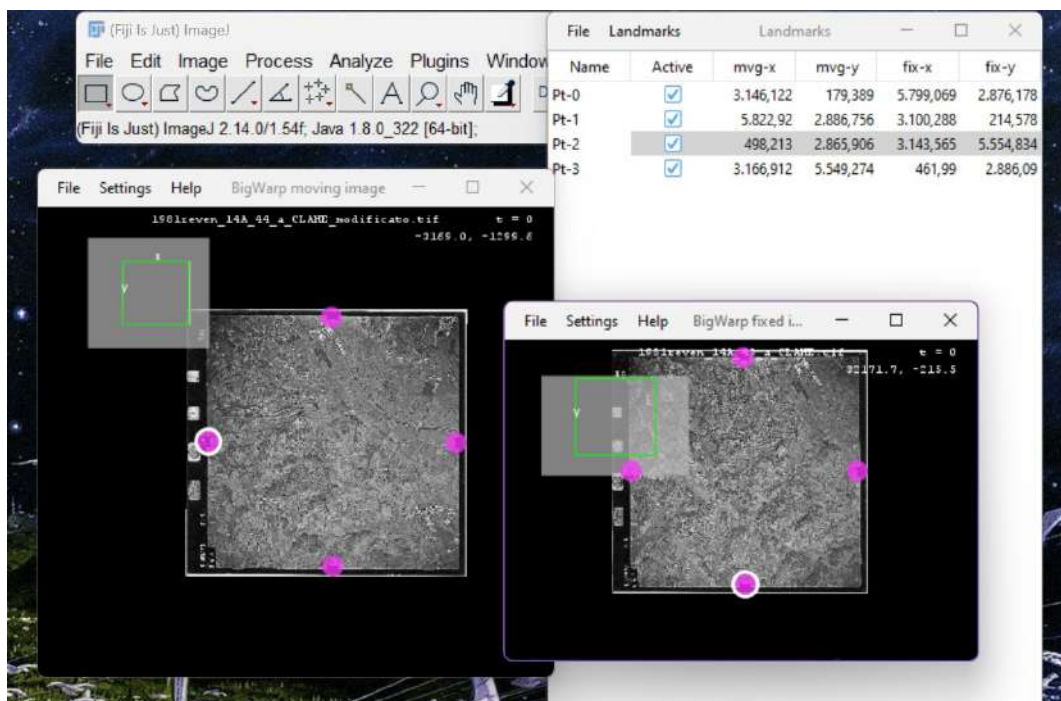 (Fiji Is Just) ImageJ
File Edit Image Process Analyze Plugins Window
(Fiji Is Just) ImageJ 2.14.0/1.54f; Java 1.8.0_322 [64-bit];
File Landmarks Landmarks
Name Active mvg-x mvg-y fix-x fix-y
Pt-0 3.146,122 179,389 5.799,069 2.876,178
Pt-1 5.822,92 2.886,756 3.100,288 214,578
Pt-2 498,213 2.865,906 3.143,565 5.554,834
Pt-3 3.166,912 5.549,274 461,99 2.886,09
File Settings Help BigWarp moving image
1981reven_14A_44_a_CLAHE_modificato.tif t = 0
x
y
File Settings Help BigWarp fixed i...
t = 0
y